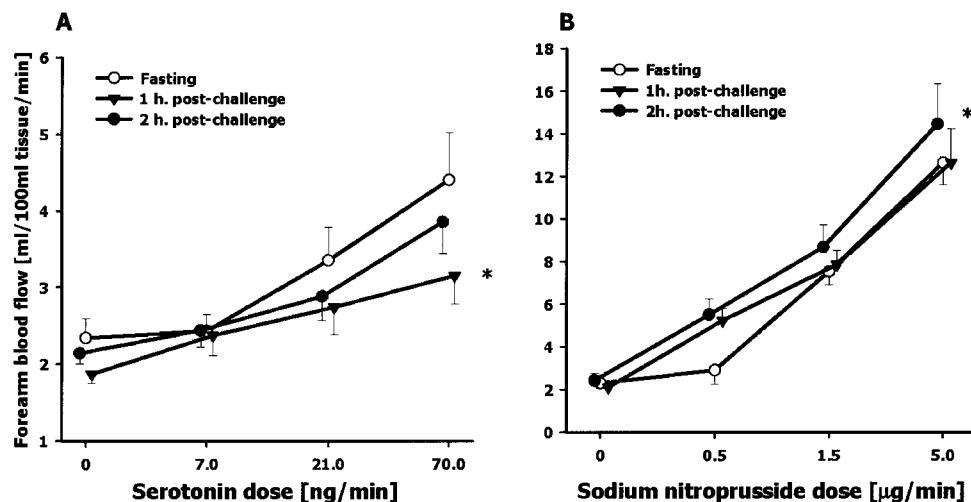 A
Forearm blood flow [ml/100ml tissue/min]
6
5
4
3
2
1
Fasting
1 h. post-challenge
2 h. post-challenge
*
0 7.0 21.0 70.0
Serotonin dose [ng/min]
B
18
16
14
12
10
8
6
4
2
0
Fasting
1h. post-challenge
2h. post-challenge
*
0 0.5 1.5 5.0
Sodium nitroprusside dose [μg/min]